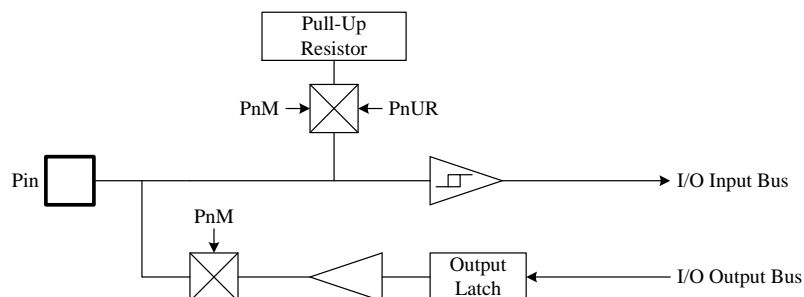 Pull-Up
Resistor
PnM
PnUR
Pin
I/O Input Bus
PnM
Output
Latch
I/O Output Bus